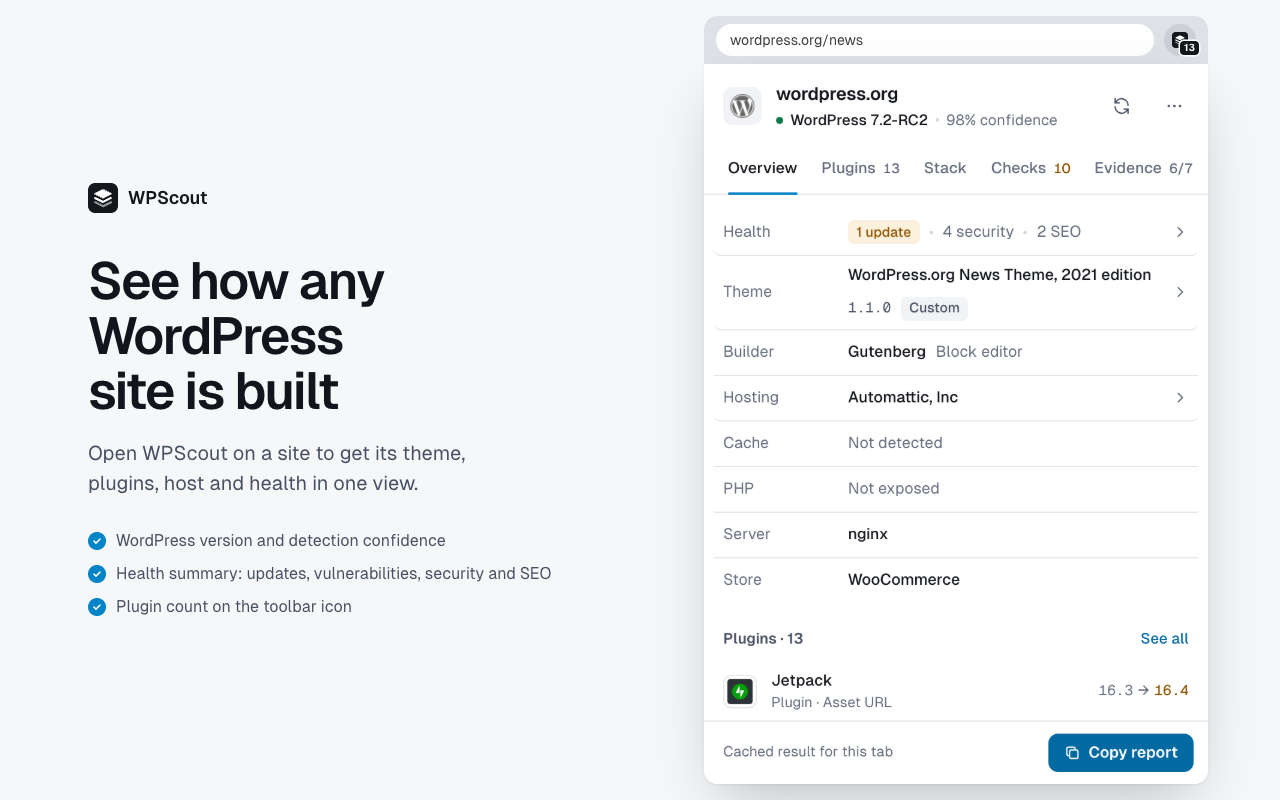 WPScout
See how any
WordPress
site is built
Open WPScout on a site to get its theme,
plugins, host and health in one view.
WordPress version and detection confidence
Health summary: updates, vulnerabilities, security and SEO
Plugin count on the toolbar icon
wordpress.org/news
13
wordpress.org
WordPress 7.2-RC2 • 98% confidence
Overview Plugins 13 Stack Checks 10 Evidence 6/7
Health 1 update • 4 security • 2 SEO
Theme WordPress.org News Theme, 2021 edition
1.1.0 Custom
Builder Gutenberg Block editor
Hosting Automattic, Inc
Cache Not detected
PHP Not exposed
Server nginx
Store WooCommerce
Plugins · 13 See all
Jetpack
Plugin · Asset URL
16.3 → 16.4
Cached result for this tab
Copy report